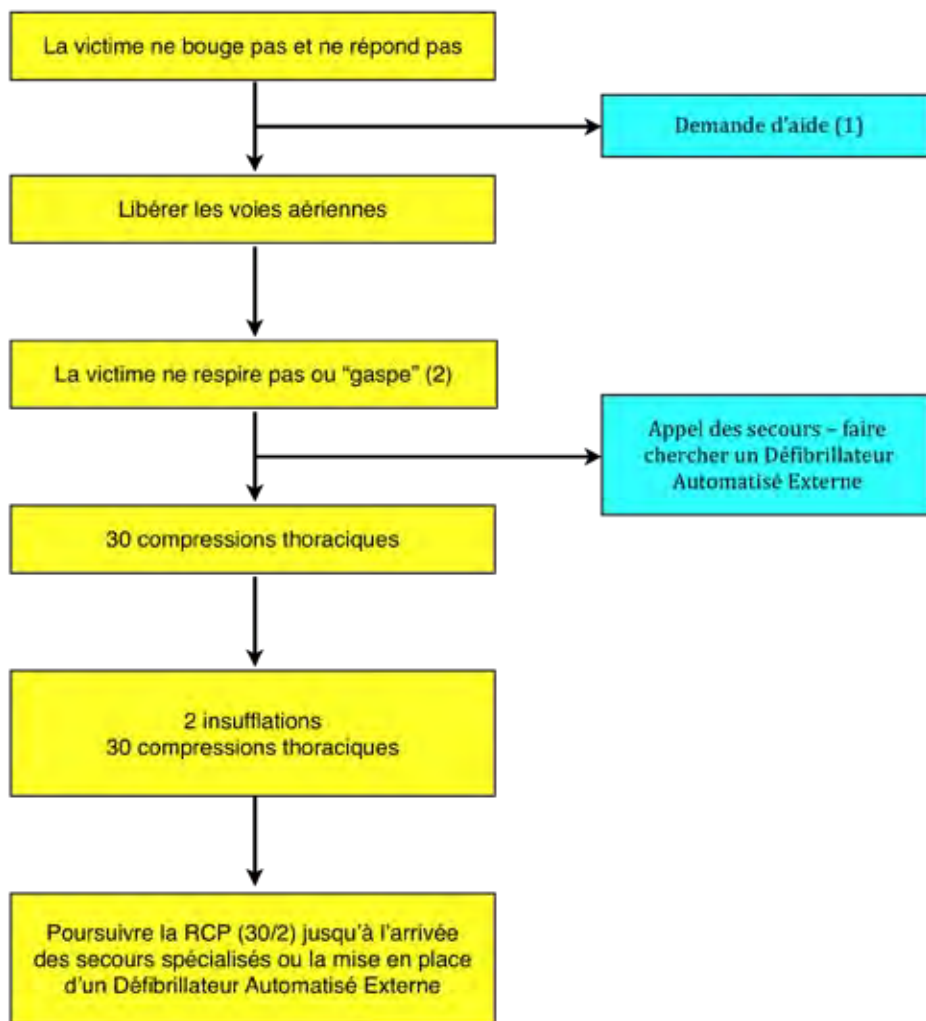 La victime ne bouge pas et ne répond pas
Demande d'aide (1)
Libérer les voies aériennes
La victime ne respire pas ou "gaspe" (2)
Appel des secours – faire
chercher un Défibrillateur
Automatisé Externe
30 compressions thoraciques
2 insufflations
30 compressions thoraciques
Poursuivre la RCP (30/2) jusqu'à l'arrivée
des secours spécialisés ou la mise en place
d'un Défibrillateur Automatisé Externe